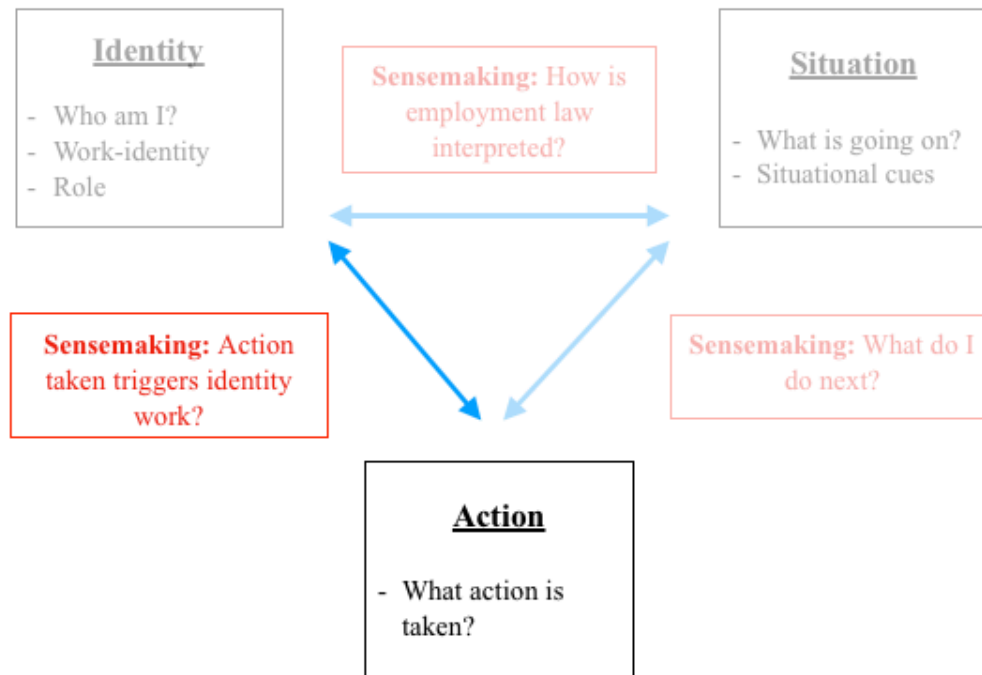 Identity
- Who am I?
- Work-identity
- Role
Sensemaking: How is
employment law
interpreted?
Situation
- What is going on?
- Situational cues
Sensemaking: Action
taken triggers identity
work?
Sensemaking: What do I
do next?
Action
- What action is
taken?